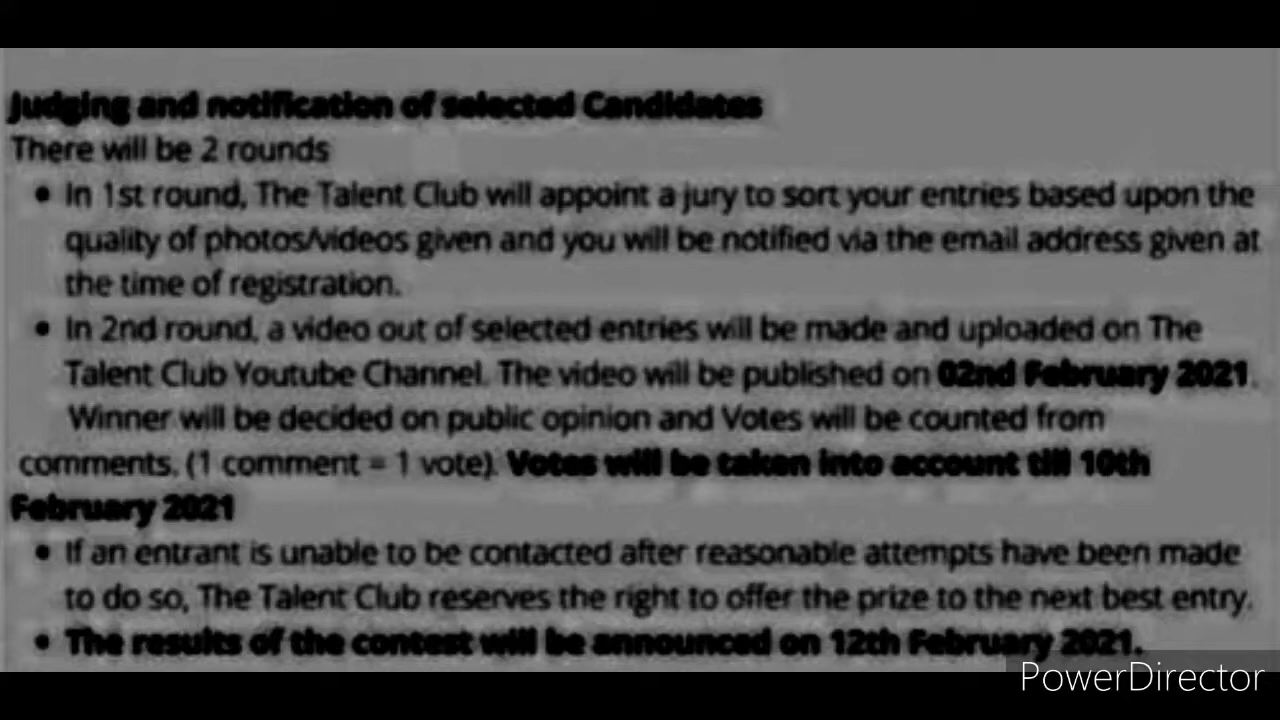 Judging and notification of selected Candidates
There will be 2 rounds
• In 1st round, The Talent Club will appoint a jury to sort your entries based upon the
quality of photos/videos given and you will be notified via the email address given at
the time of registration.
• In 2nd round, a video out of selected entries will be made and uploaded on The
Talent Club Youtube Channel. The video will be published on 02nd February 2021.
Winner will be decided on public opinion and Votes will be counted from
comments. (1 comment = 1 vote). Votes will be taken into account till 10th
February 2021
• If an entrant is unable to be contacted after reasonable attempts have been made
to do so, The Talent Club reserves the right to offer the prize to the next best entry.
• The results of the contest will be announced on 12th February 2021.
PowerDirector